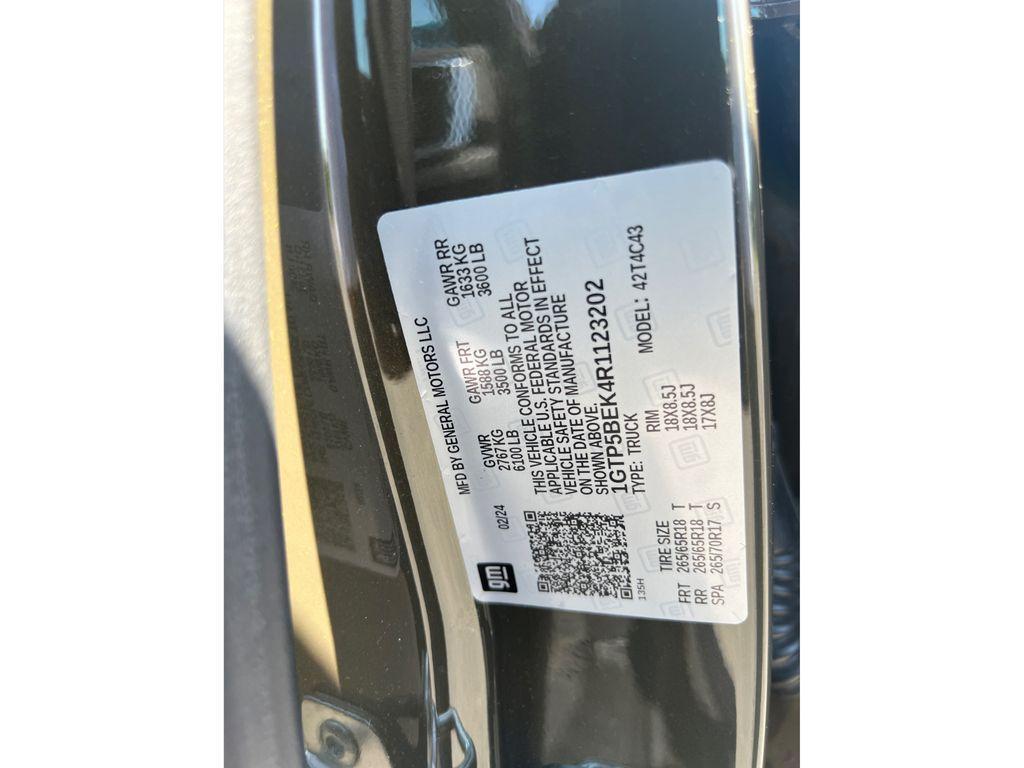 gm
MFD BY GENERAL MOTORS LLC
02/24
GVWR GAWR FRT GAWR RR
2767 KG 1588 KG 1633 KG
6100 LB 3500 LB 3600 LB
THIS VEHICLE CONFORMS TO ALL
APPLICABLE U.S. FEDERAL MOTOR
VEHICLE SAFETY STANDARDS IN EFFECT
ON THE DATE OF MANUFACTURE
SHOWN ABOVE.
1GTP5BEK4R1123202
TYPE: TRUCK MODEL: 42T4C43
135H
TIRE SIZE RIM
FRT 265/65R18 T 18X8.5J
RR 265/65R18 T 18X8.5J
SPA 265/70R17 S 17X8J